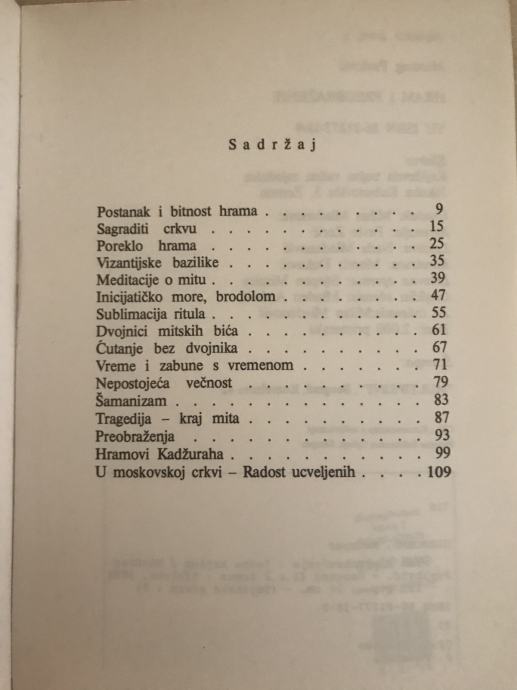 Sadržaj
Postanak i bitnost hrama . . . . . . . . . 9
Sagraditi crkvu . . . . . . . . . . . . 15
Poreklo hrama . . . . . . . . . . . . 25
Vizantijske bazilike . . . . . . . . . . . 35
Meditacije o mitu . . . . . . . . . . . . 39
Inicijatičko more, brodolom . . . . . . . . 47
Sublimacija ritula . . . . . . . . . . . . 55
Dvojnici mitskih bića . . . . . . . . . . 61
Ćutanje bez dvojnika . . . . . . . . . . 67
Vreme i zabune s vremenom . . . . . . . 71
Nepostojeća večnost . . . . . . . . . . 79
Šamanizam . . . . . . . . . . . . . . 83
Tragedija – kraj mita . . . . . . . . . . 87
Preobraženja . . . . . . . . . . . . . 93
Hramovi Kadžuraha . . . . . . . . . . . 99
U moskovskoj crkvi – Radost ucveljenih . . . . 109